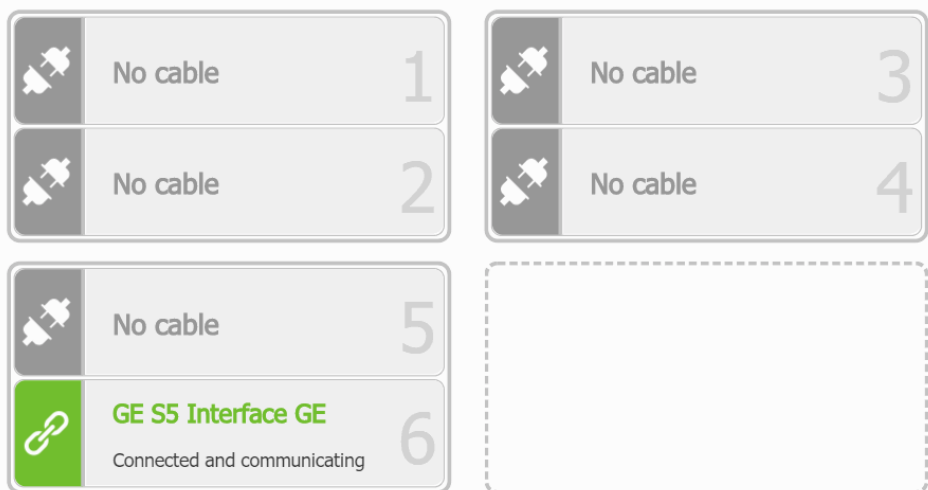 No cable 1
No cable 2
No cable 3
No cable 4
No cable 5
GE S5 Interface GE
Connected and communicating 6